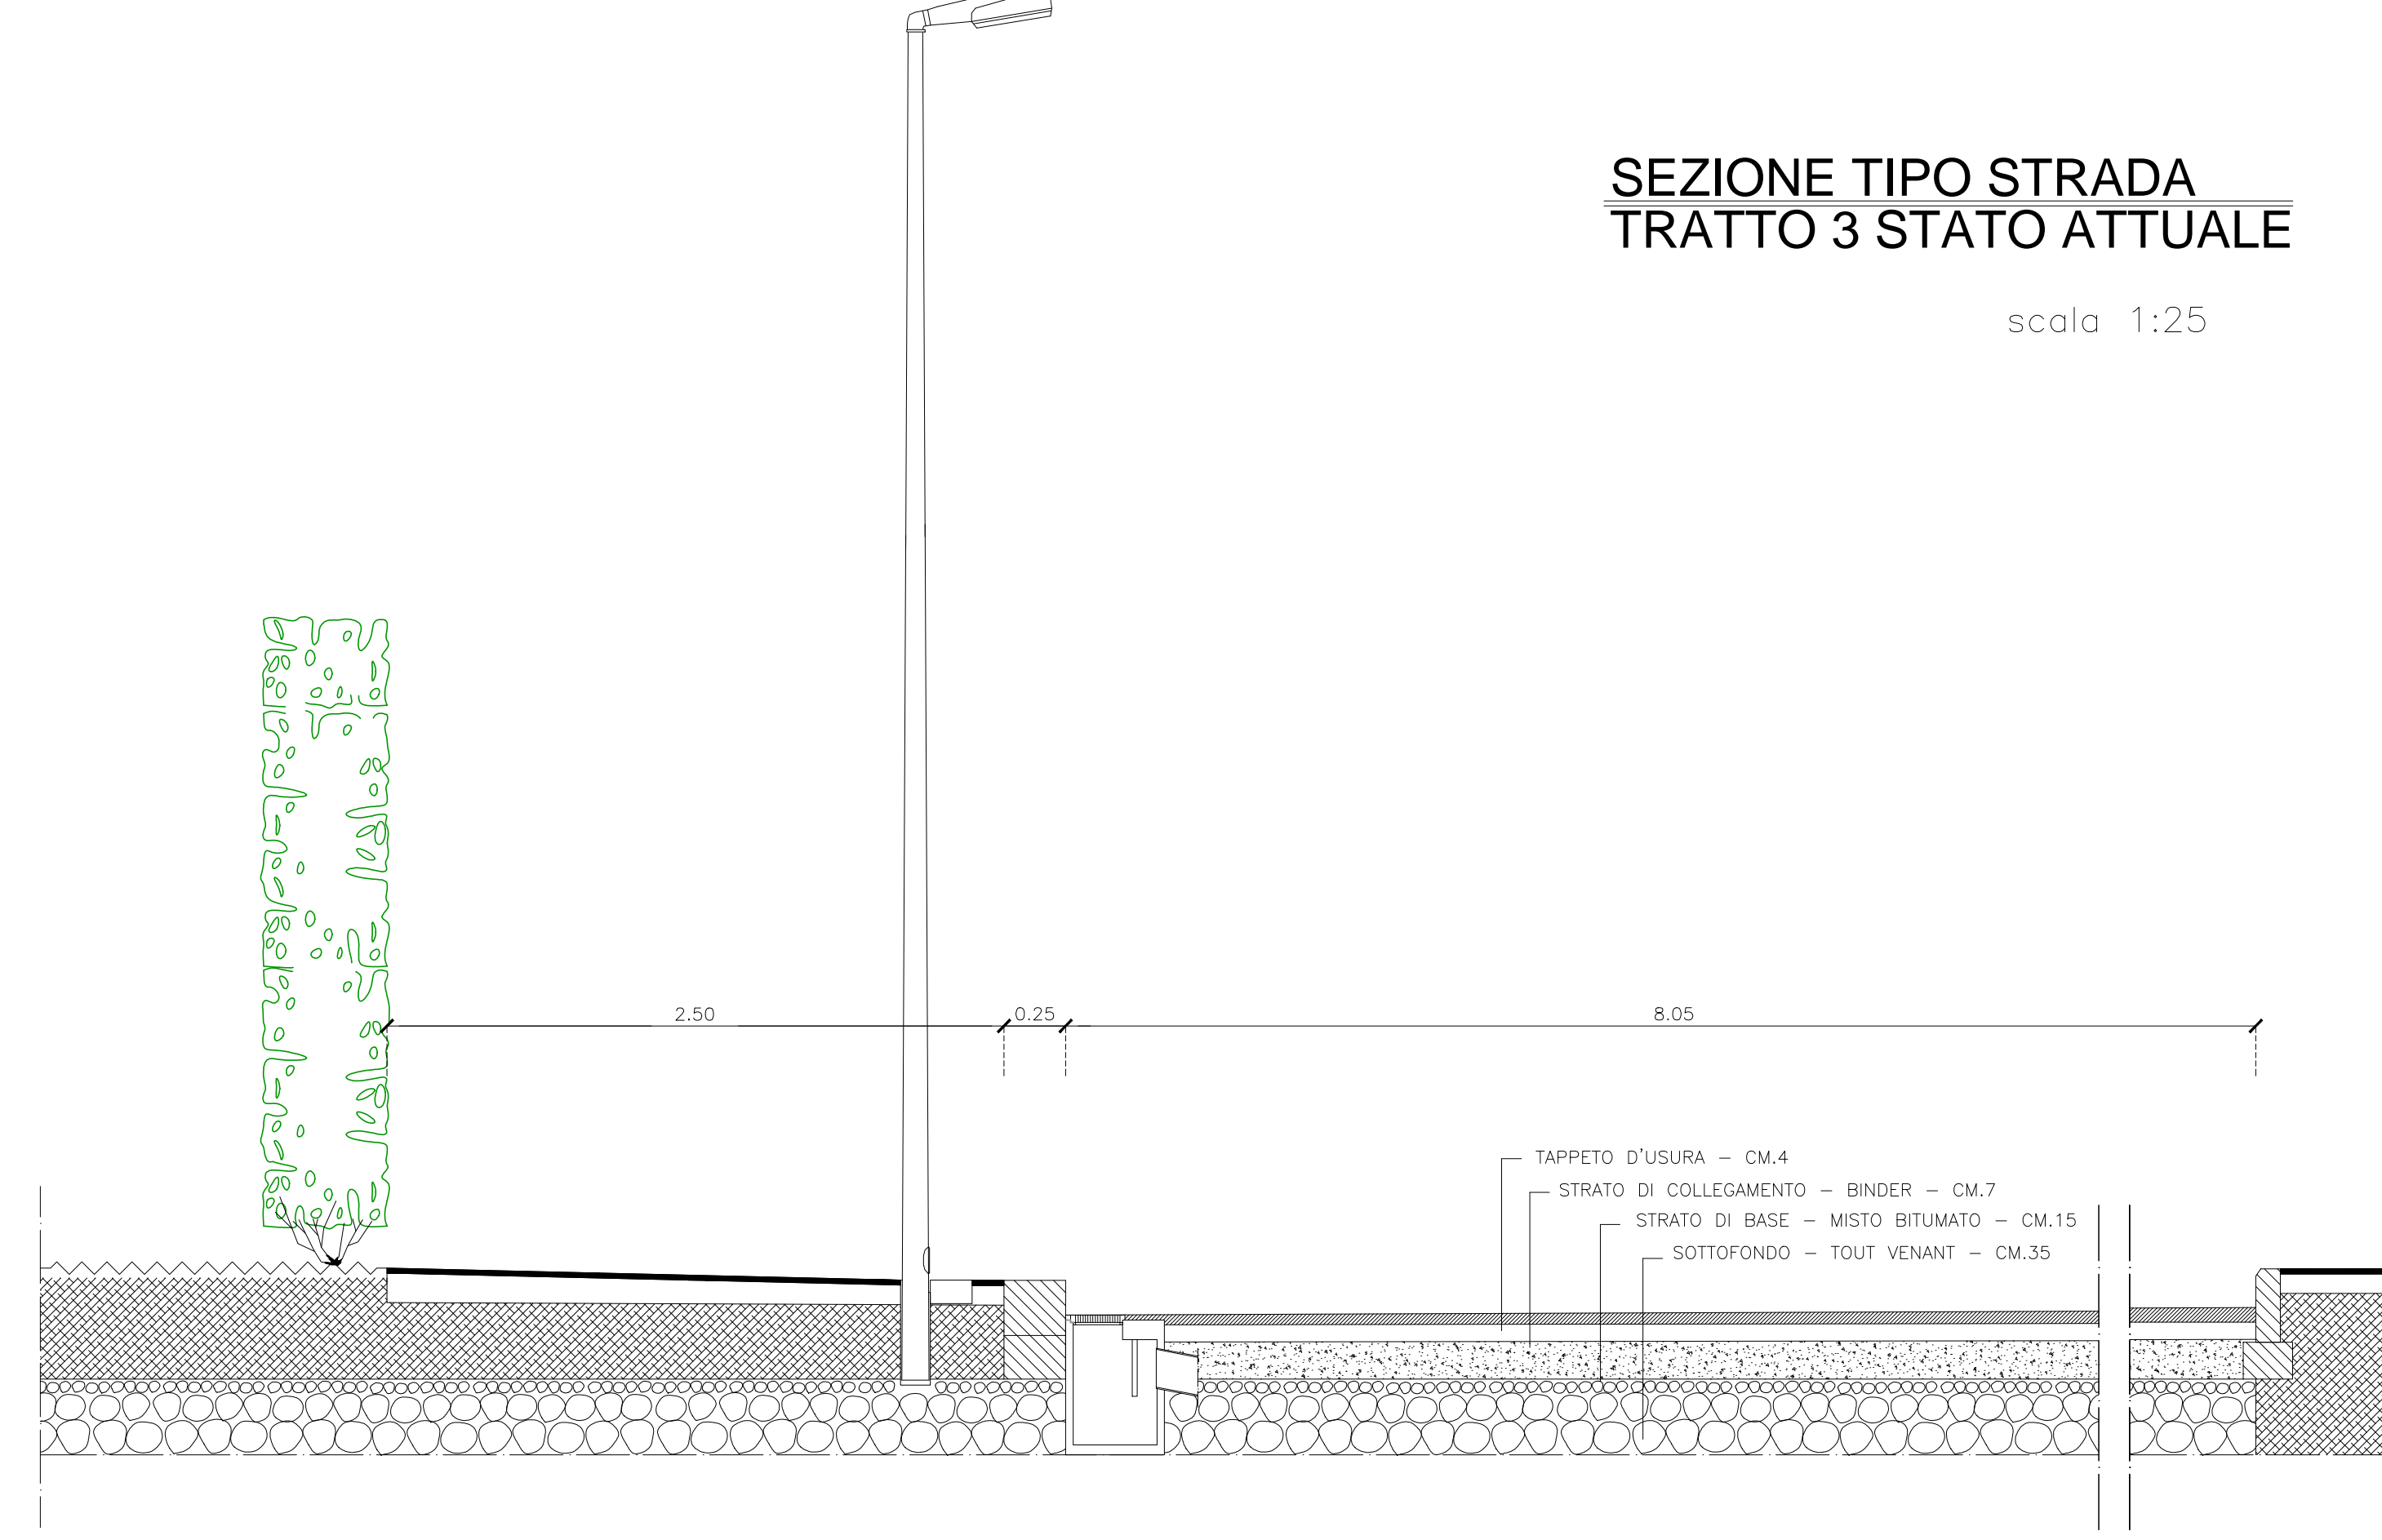 SEZIONE TIPO STRADA
TRATTO 3 STATO ATTUALE
scala 1:25
2.50
0.25
8.05
TAPPETO D'USURA – CM.4
STRATO DI COLLEGAMENTO – BINDER – CM.7
STRATO DI BASE – MISTO BITUMATO – CM.15
SOTTOFONDO – TOUT VENANT – CM.35